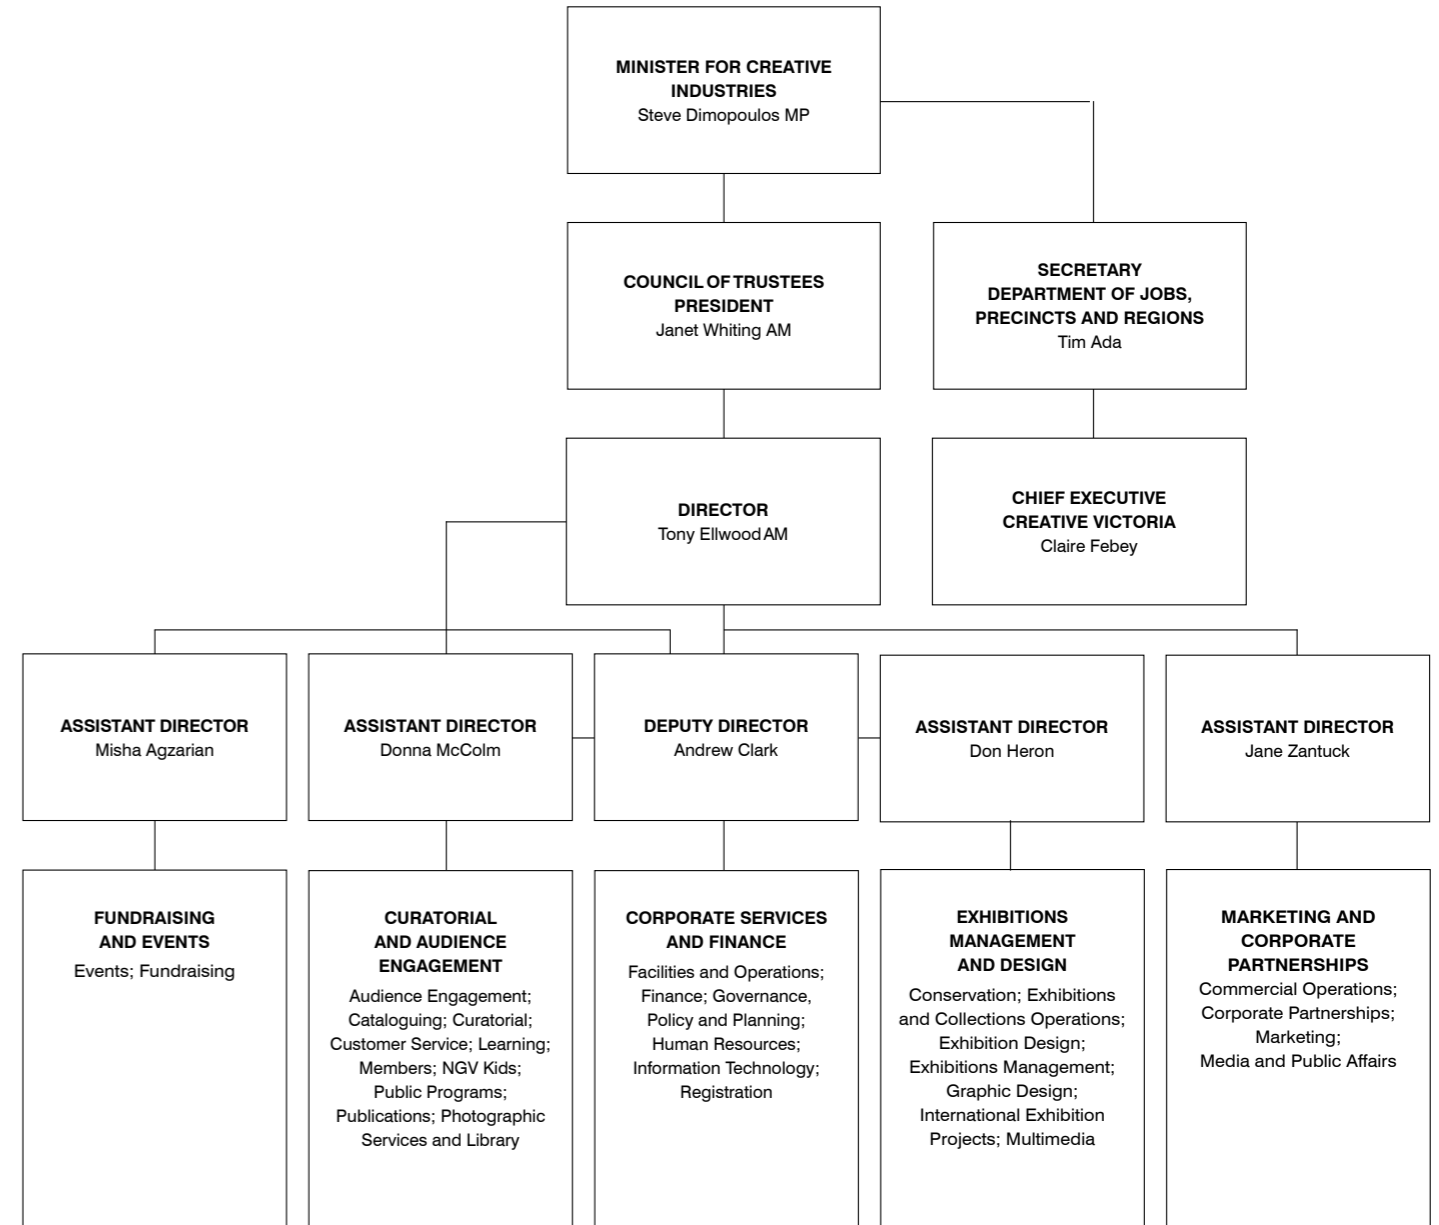 MINISTER FOR CREATIVE
INDUSTRIES
Steve Dimopoulos MP
COUNCIL OF TRUSTEES
PRESIDENT
Janet Whiting AM
SECRETARY
DEPARTMENT OF JOBS,
PRECINCTS AND REGIONS
Tim Ada
DIRECTOR
Tony Ellwood AM
CHIEF EXECUTIVE
CREATIVE VICTORIA
Claire Febey
ASSISTANT DIRECTOR
Misha Agzarian
ASSISTANT DIRECTOR
Donna McColm
DEPUTY DIRECTOR
Andrew Clark
ASSISTANT DIRECTOR
Don Heron
ASSISTANT DIRECTOR
Jane Zantuck
FUNDRAISING
AND EVENTS
Events; Fundraising
CURATORIAL
AND AUDIENCE
ENGAGEMENT
Audience Engagement;
Cataloguing; Curatorial;
Customer Service; Learning;
Members; NGV Kids;
Public Programs;
Publications; Photographic
Services and Library
CORPORATE SERVICES
AND FINANCE
Facilities and Operations;
Finance; Governance,
Policy and Planning;
Human Resources;
Information Technology;
Registration
EXHIBITIONS
MANAGEMENT
AND DESIGN
Conservation; Exhibitions
and Collections Operations;
Exhibition Design;
Exhibitions Management;
Graphic Design;
International Exhibition
Projects; Multimedia
MARKETING AND
CORPORATE
PARTNERSHIPS
Commercial Operations;
Corporate Partnerships;
Marketing;
Media and Public Affairs